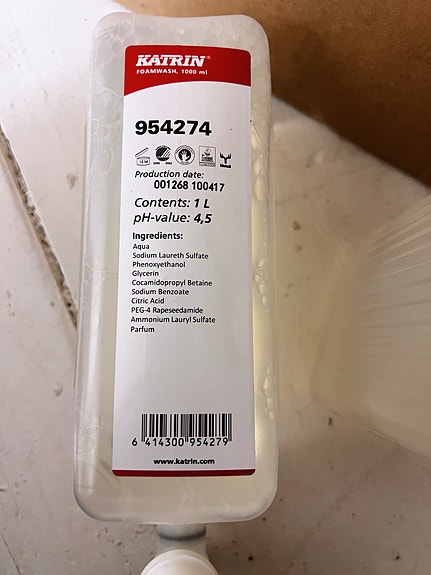 KATRIN®
FOAMWASH, 1000 ml
954274
Production date:
001268 100417
Contents: 1 L
pH-value: 4,5
Ingredients:
Aqua
Sodium Laureth Sulfate
Phenoxyethanol
Glycerin
Cocamidopropyl Betaine
Sodium Benzoate
Citric Acid
PEG-4 Rapeseedamide
Ammonium Lauryl Sulfate
Parfum
6 414300 954279
www.katrin.com